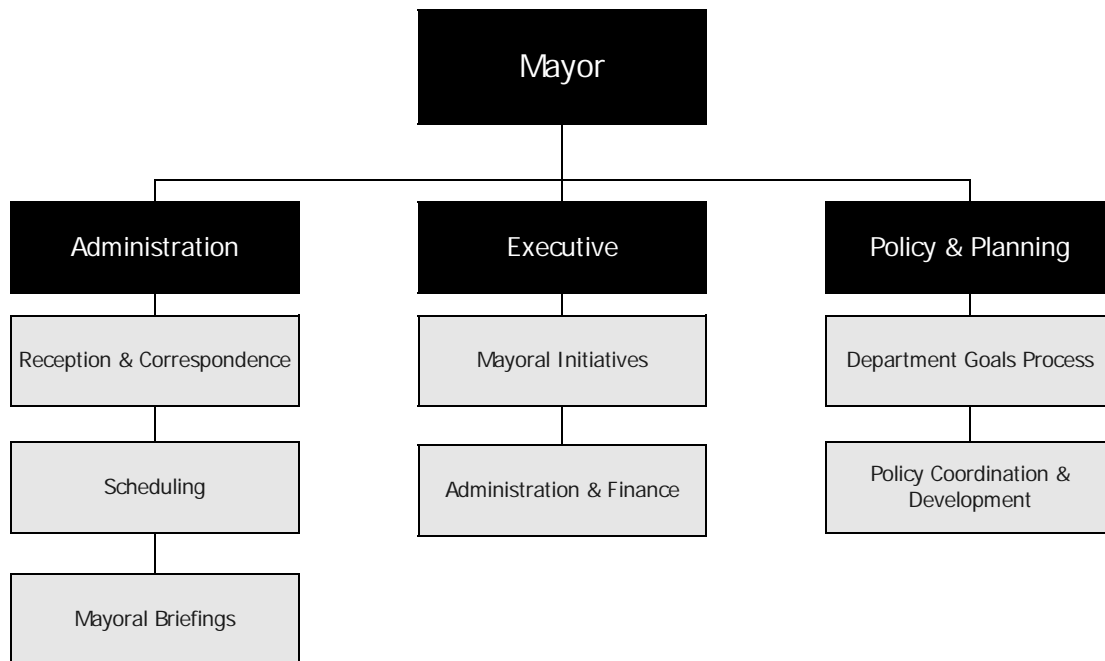 Mayor
Administration
Executive
Policy & Planning
Reception & Correspondence
Mayoral Initiatives
Department Goals Process
Scheduling
Administration & Finance
Policy Coordination &
Development
Mayoral Briefings